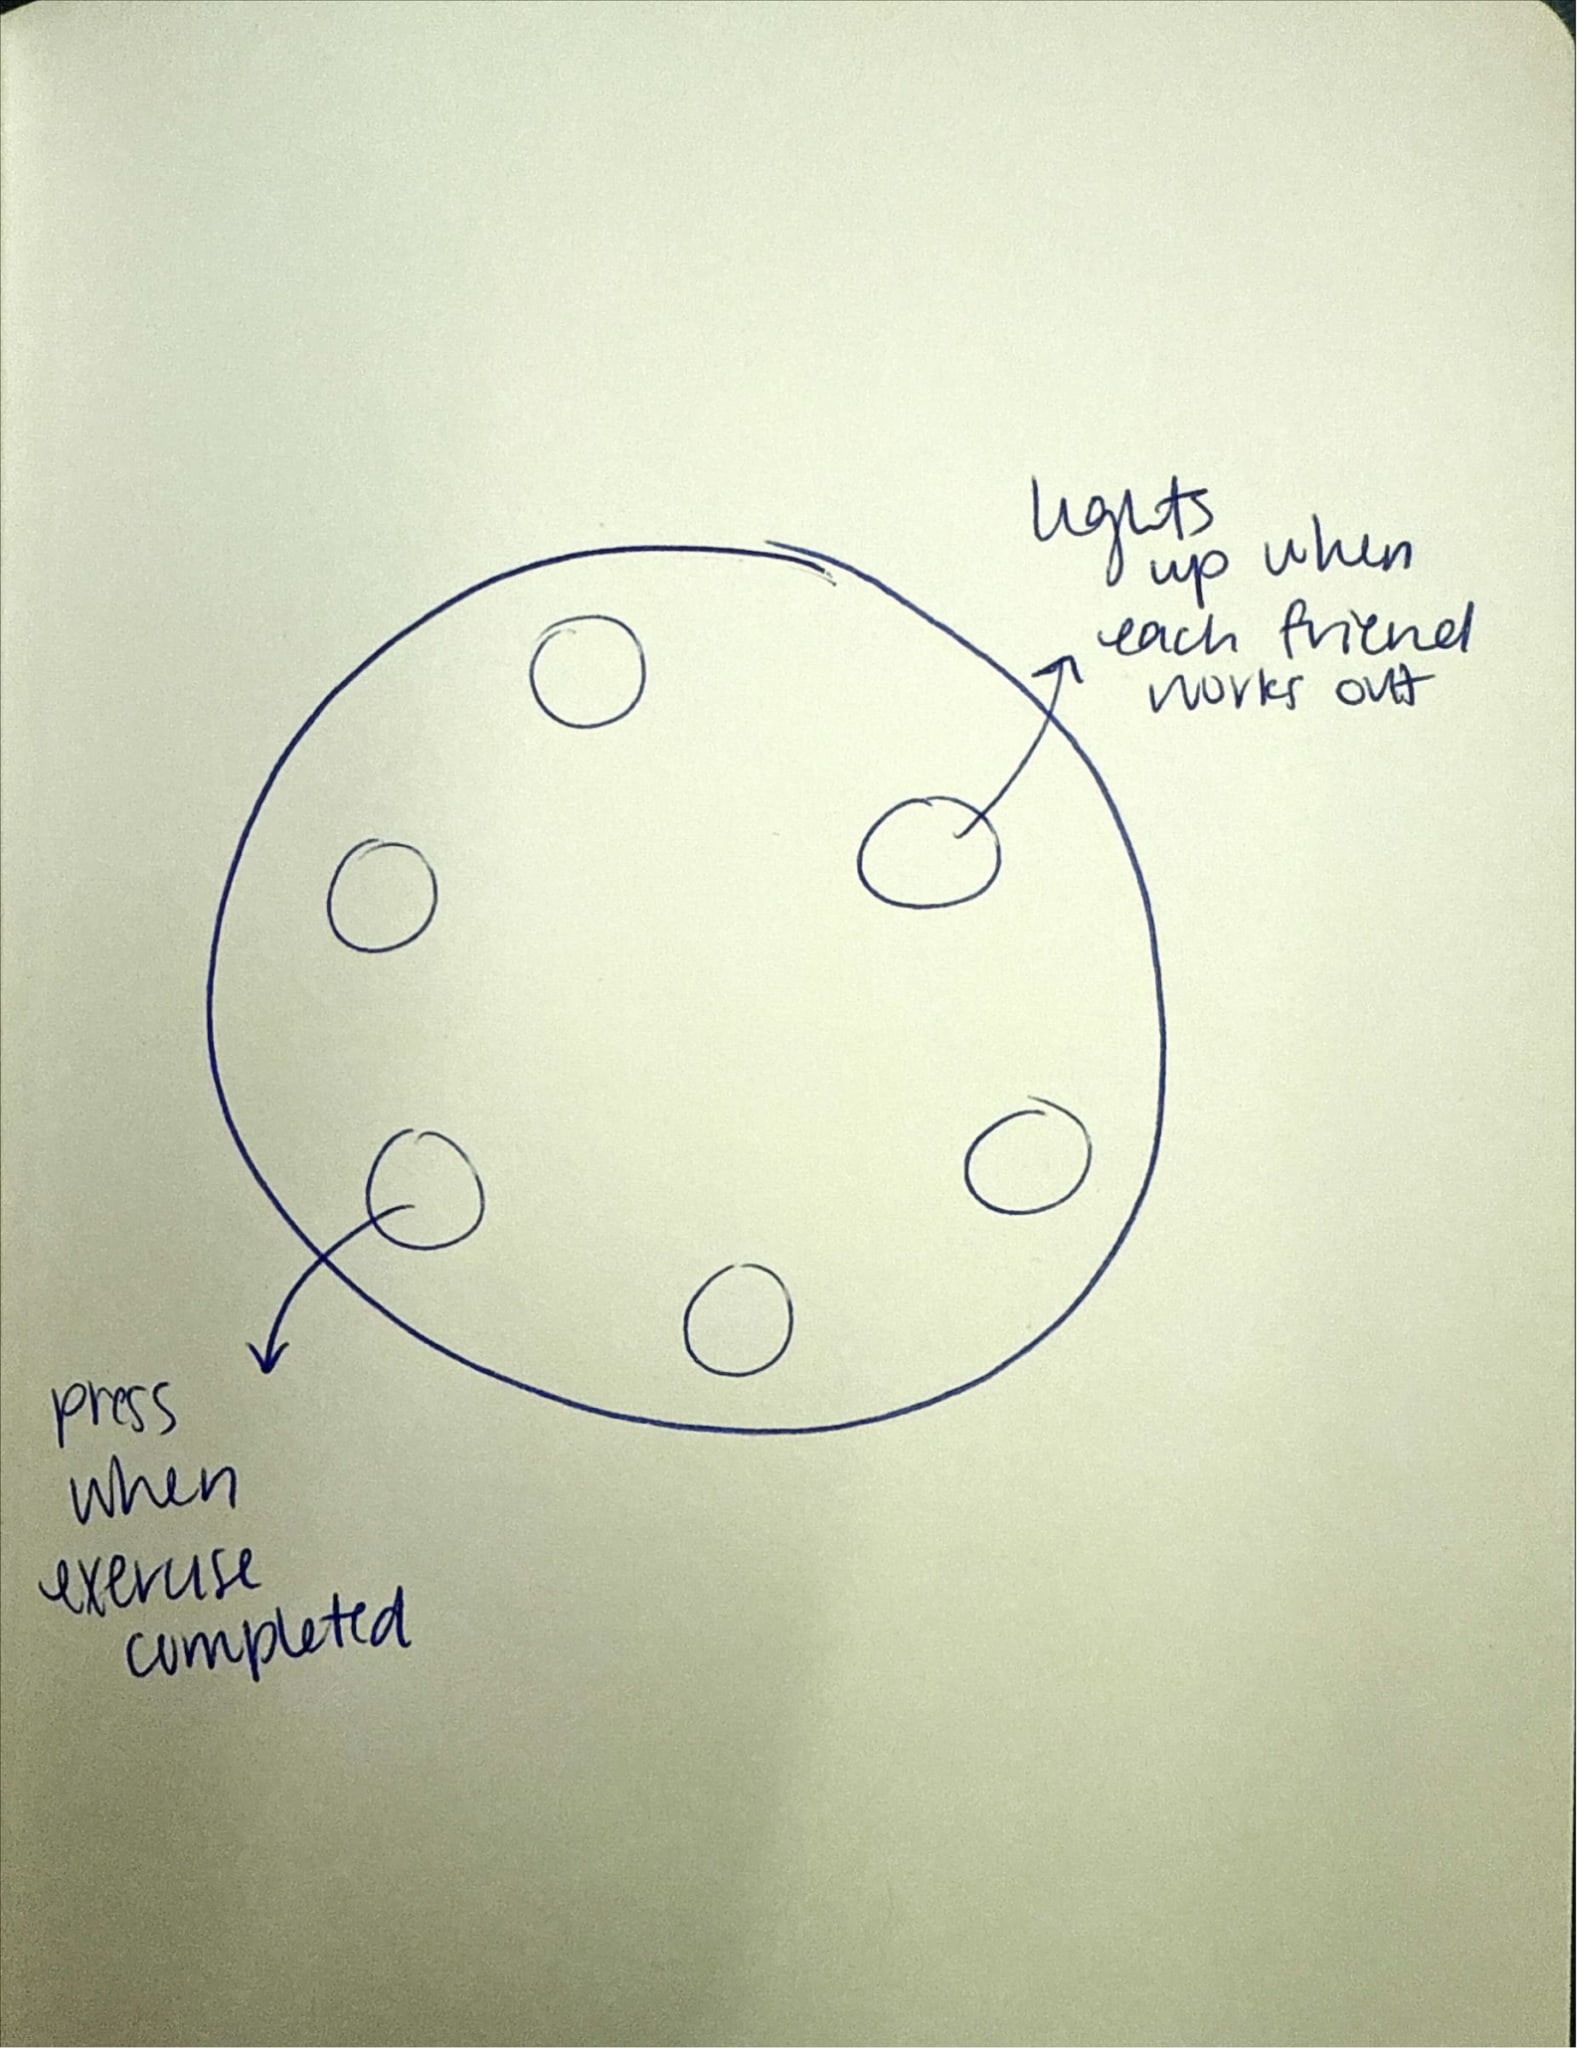 lights
up when
each friend
works out
press
when
exercise
completed